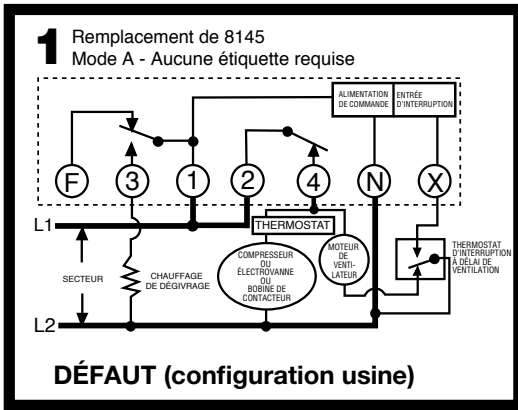 1 Remplacement de 8145
Mode A - Aucune étiquette requise
ALIMENTATION
DE COMMANDE
ENTRÉE
D'INTERRUPTION
F 3 1 2 4 N X
L1
THERMOSTAT
SECTEUR
CHAUFFAGE
DE DÉGIVRAGE
COMPRESSEUR
OU
ÉLECTROVANNE
OU
BOBINE DE
CONTACTEUR
MOTEUR
DE
VENTI-
LATEUR
THERMOSTAT
D'INTERRUPTION
À DÉLAI DE
VENTILATION
L2
DÉFAUT (configuration usine)